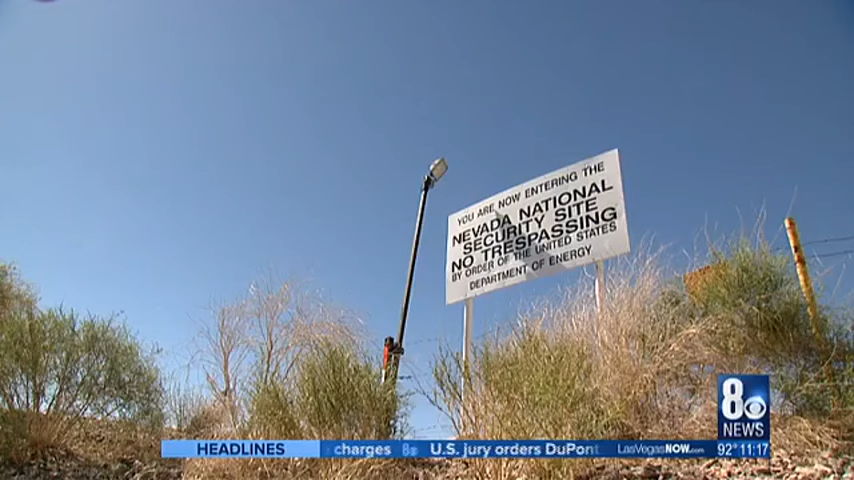 YOU ARE NOW ENTERING THE
NEVADA NATIONAL
SECURITY SITE
NO TRESPASSING
BY ORDER OF THE UNITED STATES
DEPARTMENT OF ENERGY
8
NEWS
HEADLINES charges 8 U.S. jury orders DuPont LasVegasNOW.com 92° 11:17